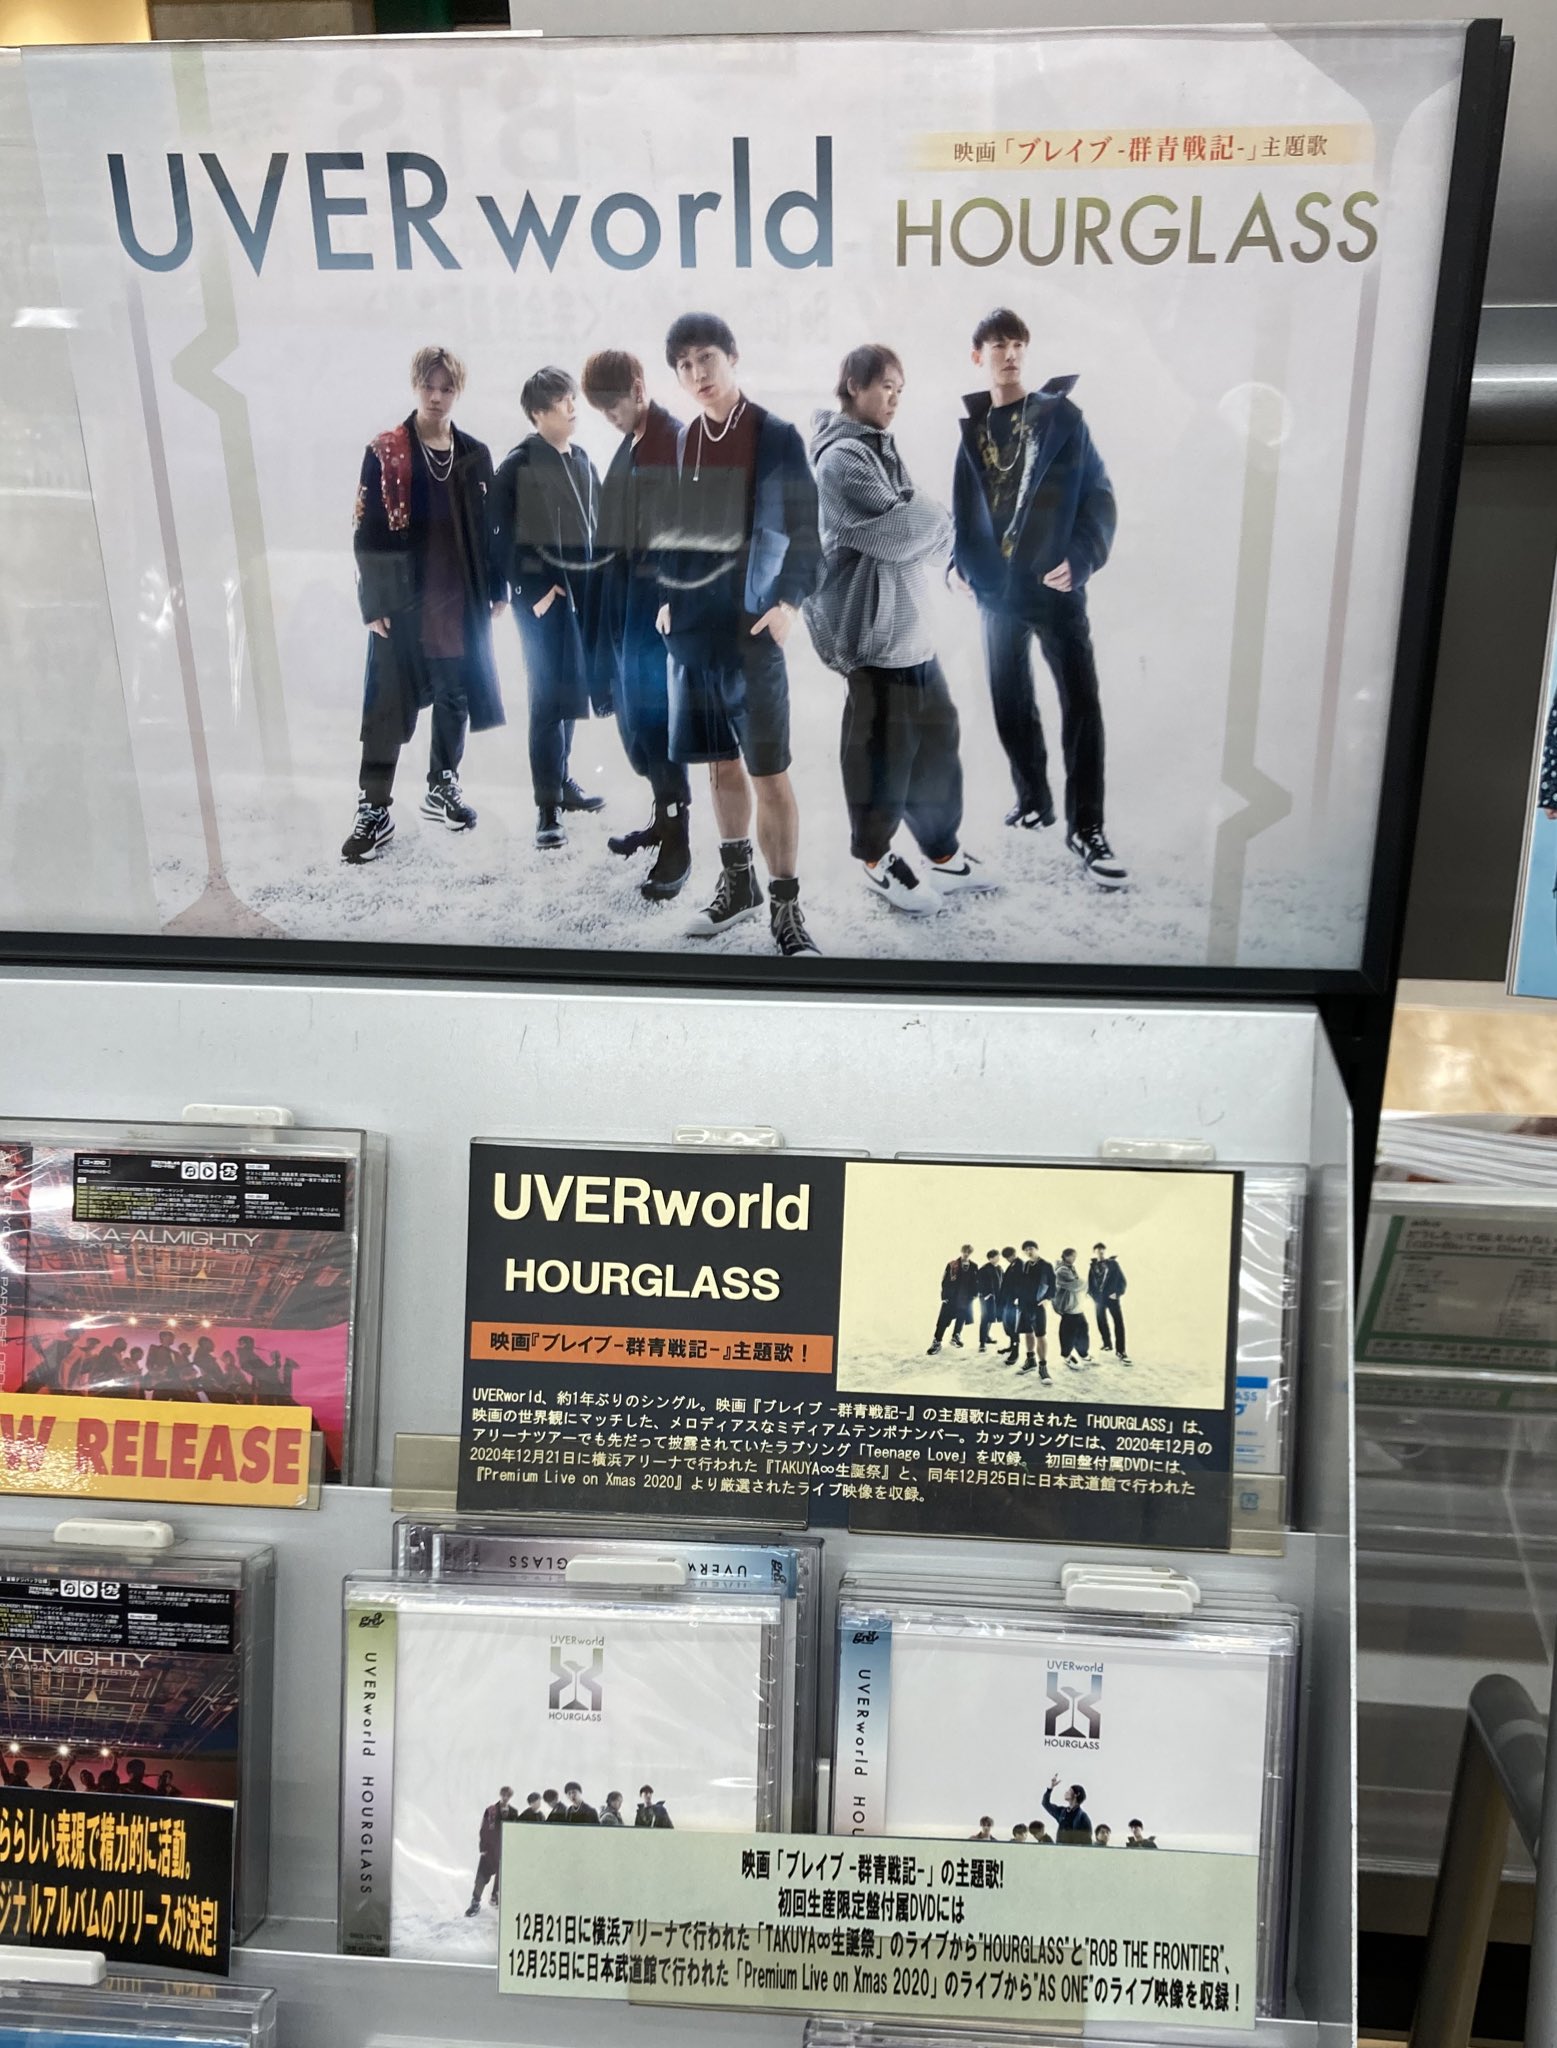 UVERworld
映画「ブレイブ -群青戦記-」主題歌
HOURGLASS
SKA=ALMIGHTY
TOKYO SKA PARADISE ORCHESTRA
RELEASE
UVERworld
HOURGLASS
映画『ブレイブ-群青戦記-』主題歌！
UVERworld、約1年ぶりのシングル。映画『ブレイブ -群青戦記-』の主題歌に起用された「HOURGLASS」は、
映画の世界観にマッチした、メロディアスなミディアムテンポナンバー。カップリングには、2020年12月の
アリーナツアーでも先だって披露されていたラブソング「Teenage Love」を収録。 初回盤付属DVDには、
2020年12月21日に横浜アリーナで行われた『TAKUYA∞生誕祭』と、同年12月25日に日本武道館で行われた
『Premium Live on Xmas 2020』より厳選されたライブ映像を収録。
=ALMIGHTY
らしい表現で精力的に活動。
ジナルアルバムのリリースが決定!
UVERworld HOURGLASS
UVERworld
HOURGLASS
UVERworld HOU
UVERworld
HOURGLASS
映画「ブレイブ -群青戦記-」の主題歌!
初回生産限定盤付属DVDには
12月21日に横浜アリーナで行われた「TAKUYA∞生誕祭」のライブから"HOURGLASS"と"ROB THE FRONTIER"、
12月25日に日本武道館で行われた「Premium Live on Xmas 2020」のライブから"AS ONE"のライブ映像を収録！